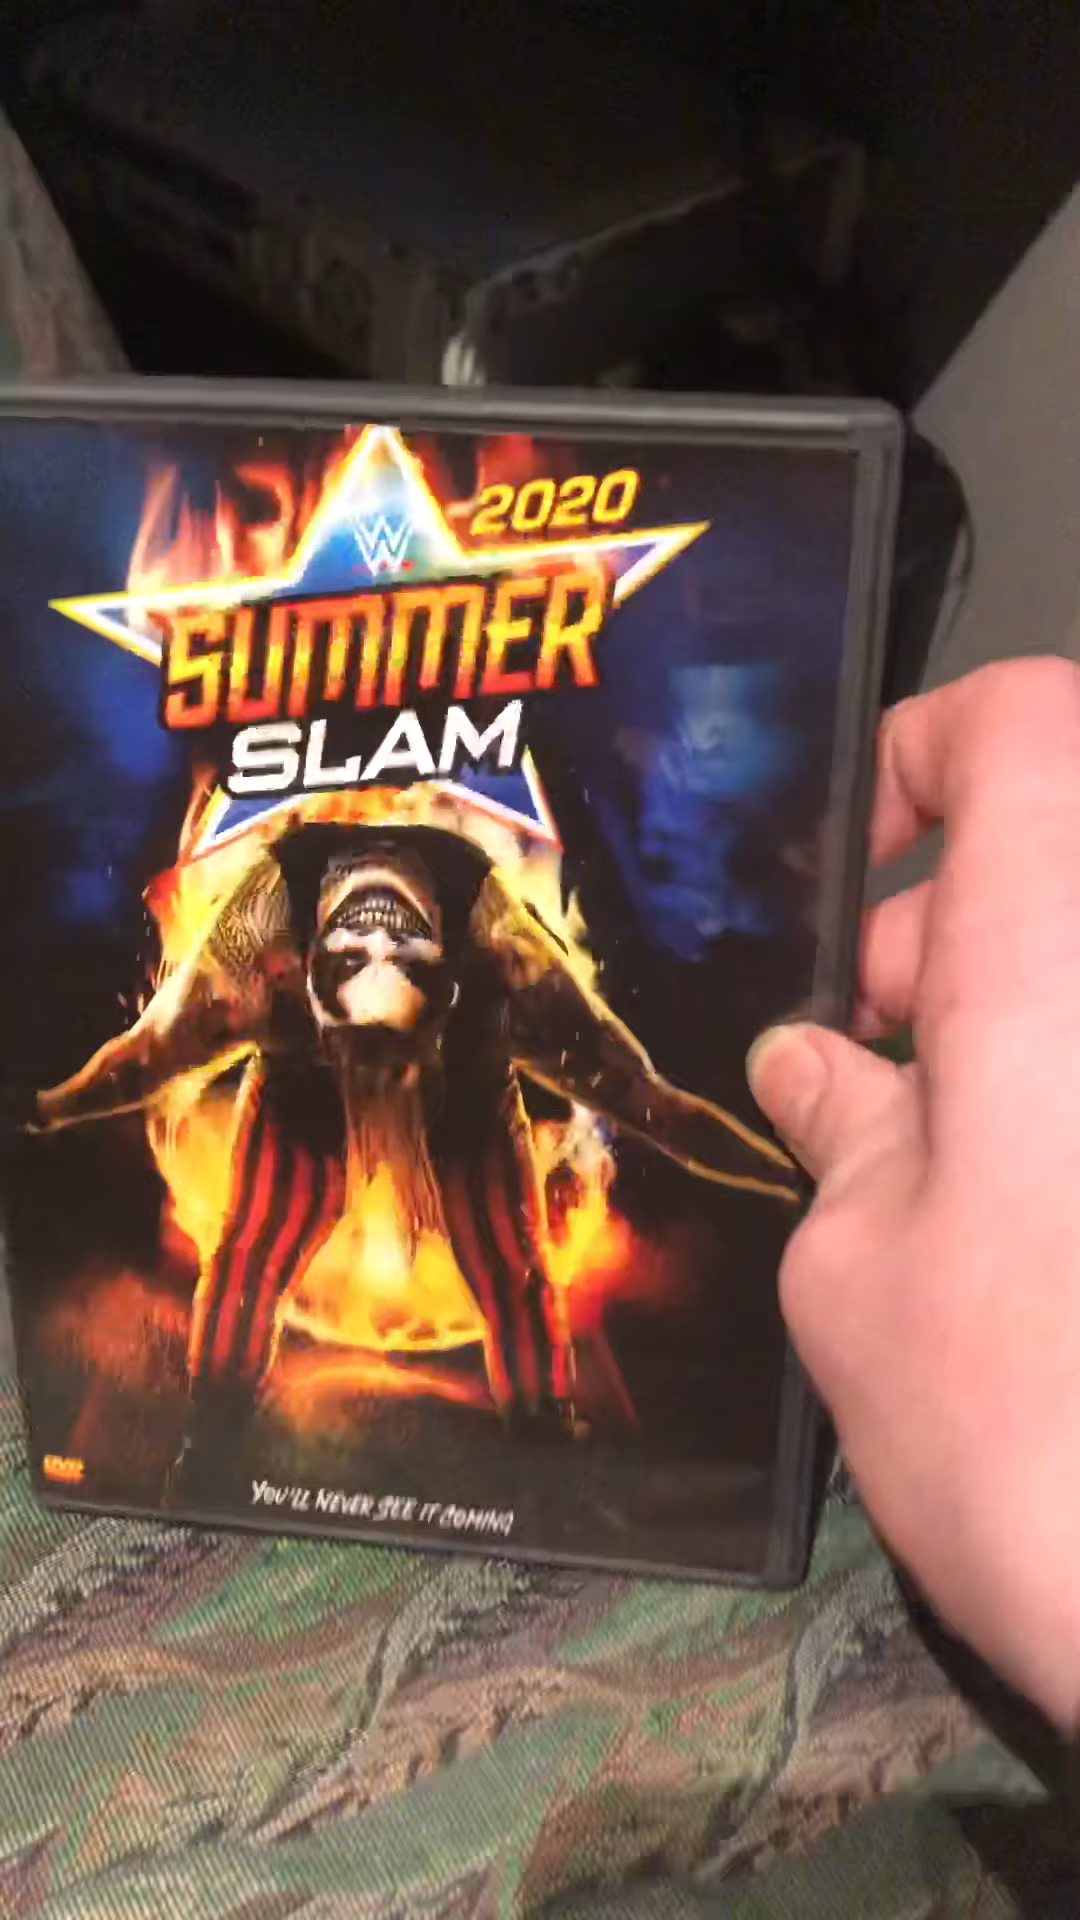 2020
W
SUMMER
SLAM
DVD
YOU'LL NEVER SEE IT COMING